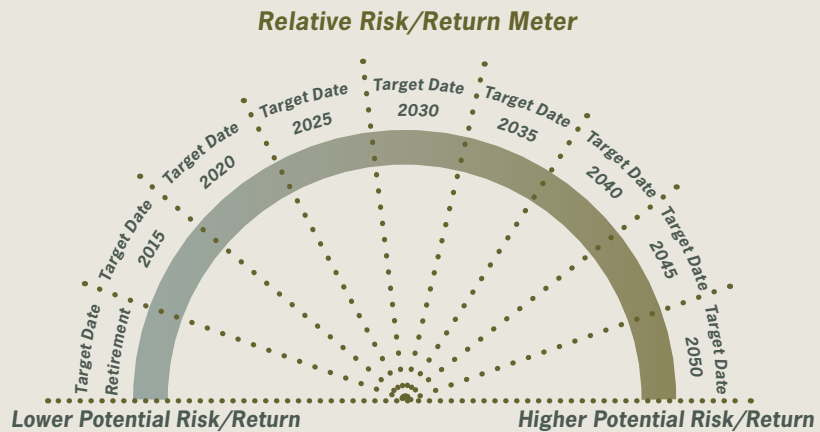 Relative Risk/Return Meter
Target Date
Retirement
Target Date
2015
Target Date
2020
Target Date
2025
Target Date
2030
Target Date
2035
Target Date
2040
Target Date
2045
Target Date
2050
Lower Potential Risk/Return
Higher Potential Risk/Return